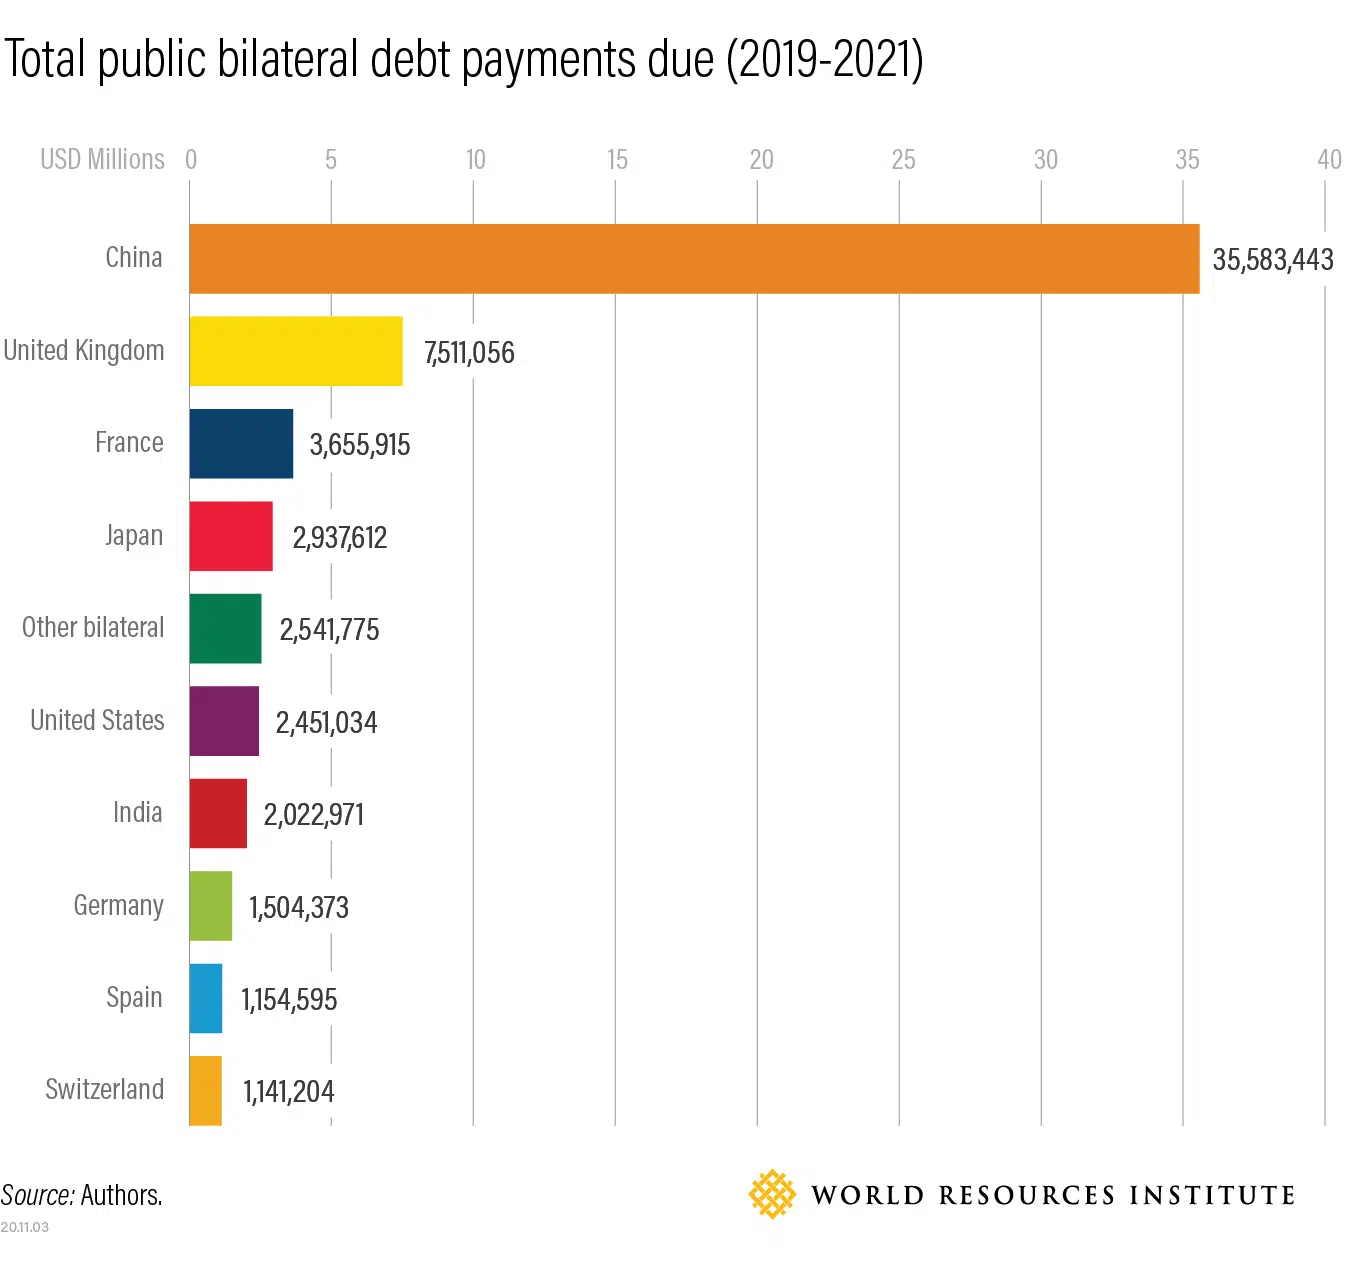 Total public bilateral debt payments due (2019-2021)
USD Millions 0 5 10 15 20 25 30 35 40
China 35,583,443
United Kingdom 7,511,056
France 3,655,915
Japan 2,937,612
Other bilateral 2,541,775
United States 2,451,034
India 2,022,971
Germany 1,504,373
Spain 1,154,595
Switzerland 1,141,204
Source: Authors.
20.11.03
WORLD RESOURCES INSTITUTE